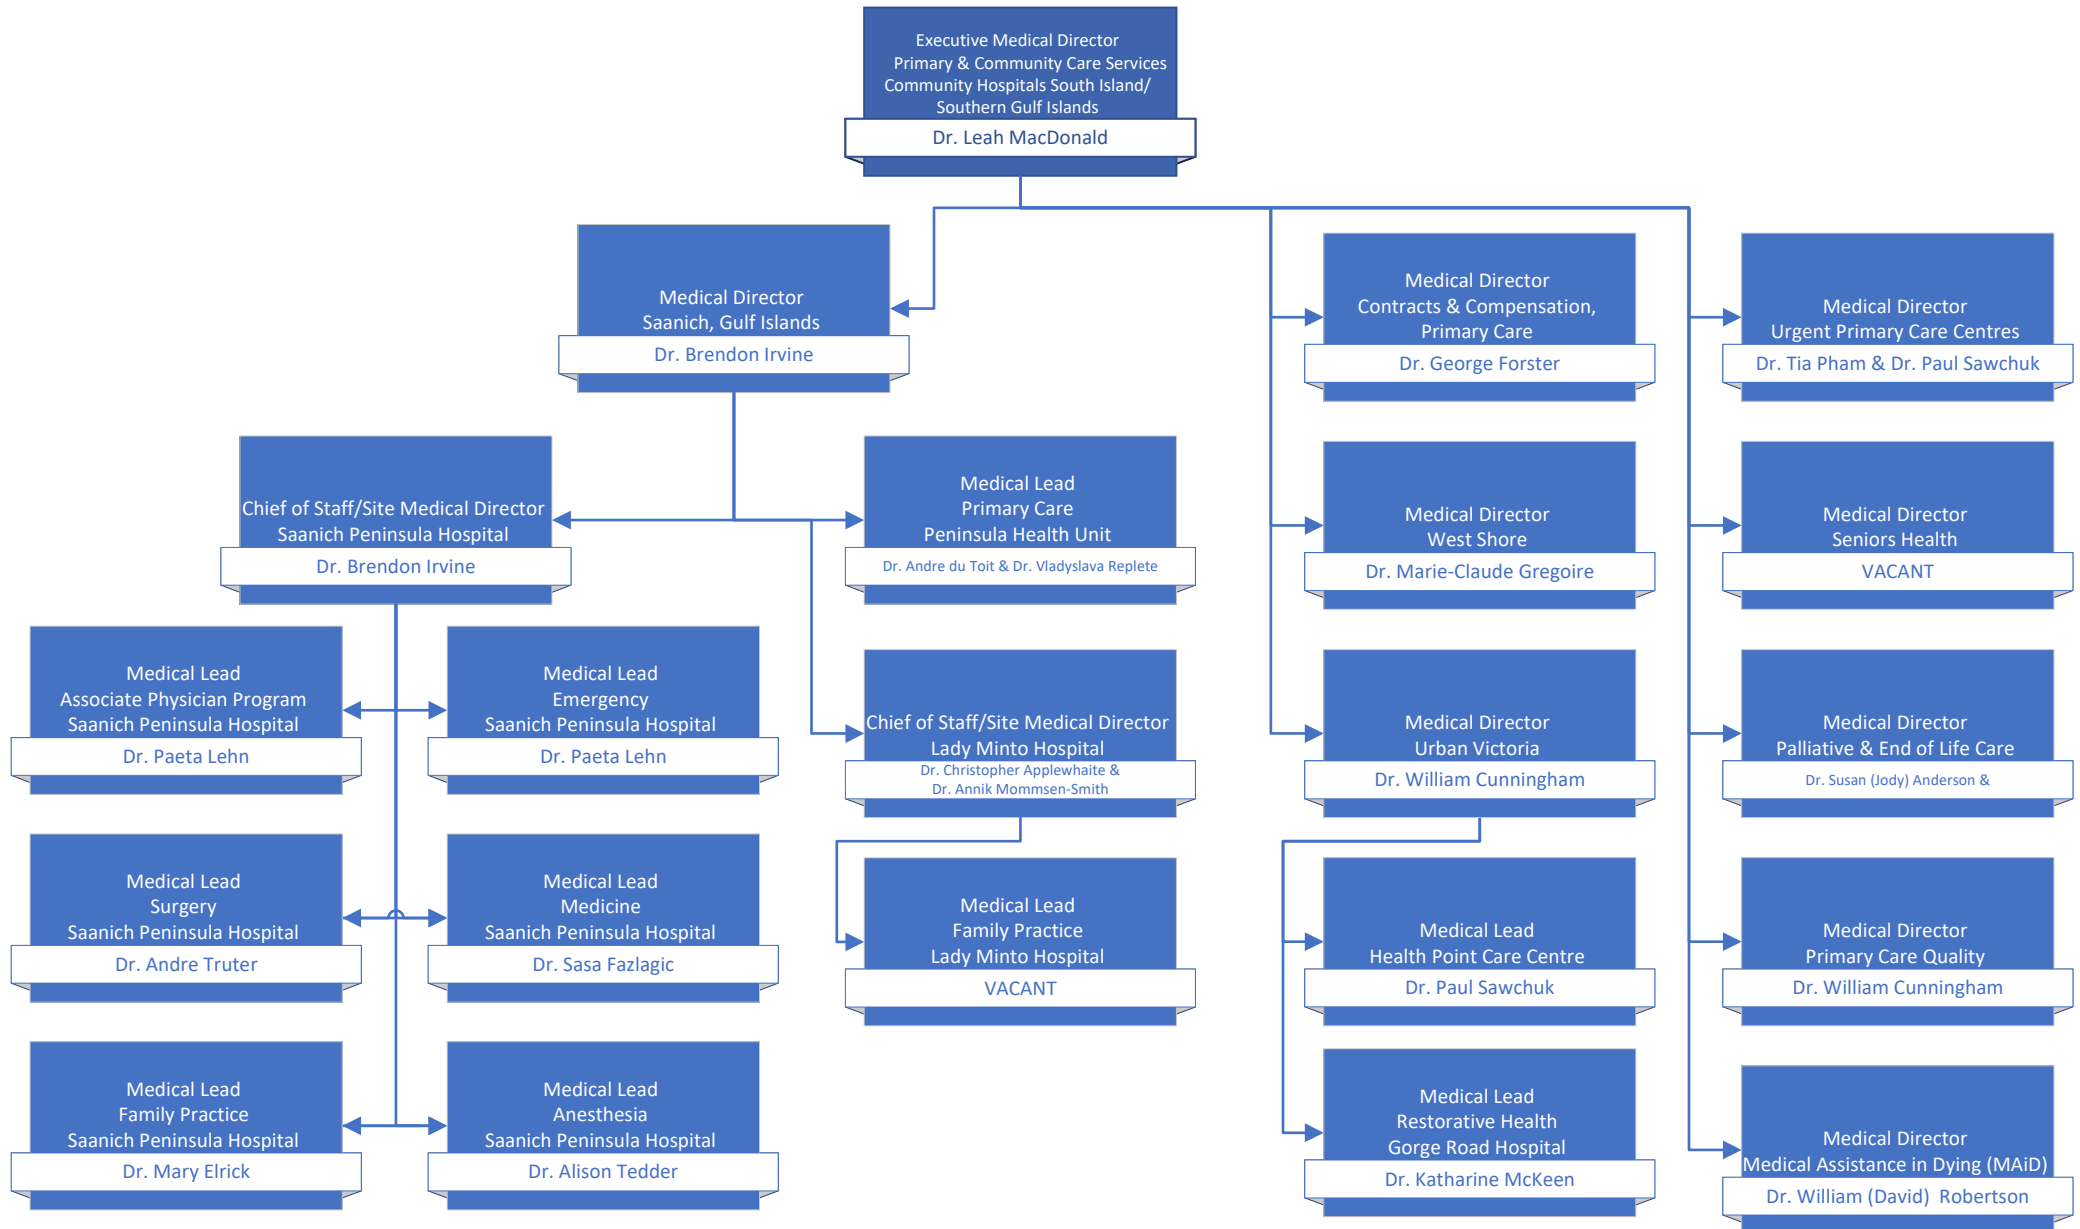 Executive Medical Director
Primary & Community Care Services
Community Hospitals South Island/
Southern Gulf Islands
Dr. Leah MacDonald
Medical Director
Saanich, Gulf Islands
Dr. Brendon Irvine
Medical Director
Contracts & Compensation,
Primary Care
Dr. George Forster
Medical Director
Urgent Primary Care Centres
Dr. Tia Pham & Dr. Paul Sawchuk
Chief of Staff/Site Medical Director
Saanich Peninsula Hospital
Dr. Brendon Irvine
Medical Lead
Primary Care
Peninsula Health Unit
Dr. Andre du Toit & Dr. Vladyslava Replete
Medical Director
West Shore
Dr. Marie-Claude Gregoire
Medical Director
Seniors Health
VACANT
Medical Lead
Associate Physician Program
Saanich Peninsula Hospital
Dr. Paeta Lehn
Medical Lead
Emergency
Saanich Peninsula Hospital
Dr. Paeta Lehn
Chief of Staff/Site Medical Director
Lady Minto Hospital
Dr. Christopher Applewhaite &
Dr. Annik Mommsen-Smith
Medical Director
Urban Victoria
Dr. William Cunningham
Medical Director
Palliative & End of Life Care
Dr. Susan (Jody) Anderson &
Medical Lead
Surgery
Saanich Peninsula Hospital
Dr. Andre Truter
Medical Lead
Medicine
Saanich Peninsula Hospital
Dr. Sasa Fazlagic
Medical Lead
Family Practice
Lady Minto Hospital
VACANT
Medical Lead
Health Point Care Centre
Dr. Paul Sawchuk
Medical Director
Primary Care Quality
Dr. William Cunningham
Medical Lead
Family Practice
Saanich Peninsula Hospital
Dr. Mary Elrick
Medical Lead
Anesthesia
Saanich Peninsula Hospital
Dr. Alison Tedder
Medical Lead
Restorative Health
Gorge Road Hospital
Dr. Katharine McKeen
Medical Director
Medical Assistance in Dying (MAiD)
Dr. William (David) Robertson